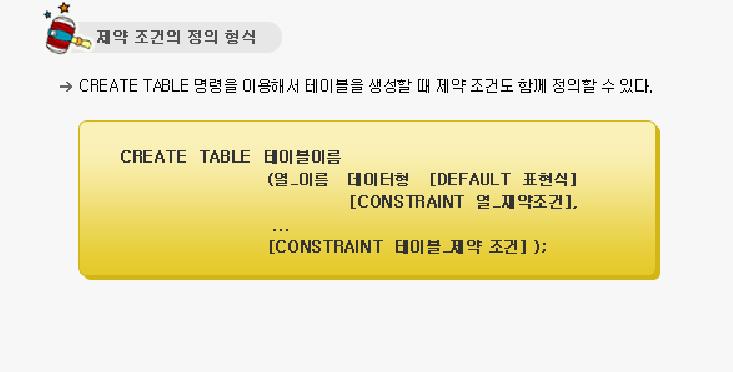 제약 조건의 정의 형식
→ CREATE TABLE 명령을 이용해서 테이블을 생성할 때 제약 조건도 함께 정의할 수 있다.
CREATE TABLE 테이블이름
(열_이름 데이터형 [DEFAULT 표현식]
[CONSTRAINT 열_제약조건],
...
[CONSTRAINT 테이블_제약 조건] );